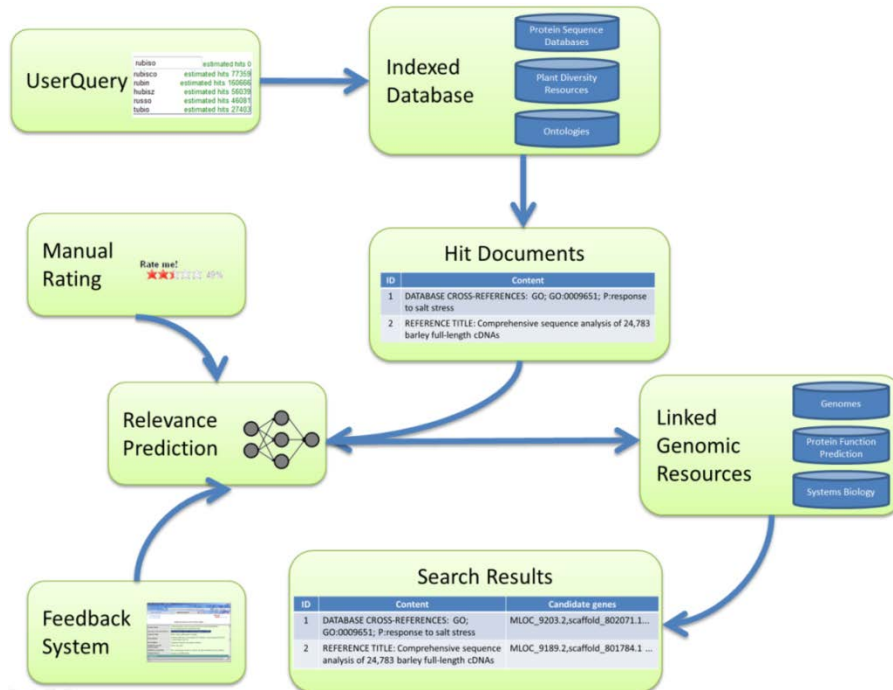 UserQuery
rubiso estimated hits 0
rubisco estimated hits 77359
rubin estimated hits 160666
hubisz estimated hits 56039
russo estimated hits 46081
tubio estimated hits 27403
Indexed
Database
Protein Sequence
Databases
Plant Diversity
Resources
Ontologies
Manual
Rating
Rate me!
49%
Hit Documents
ID Content
1 DATABASE CROSS-REFERENCES: GO; GO:0009651; P:response
to salt stress
2 REFERENCE TITLE: Comprehensive sequence analysis of 24,783
barley full-length cDNAs
Relevance
Prediction
Linked
Genomic
Resources
Genomes
Protein Function
Prediction
Systems Biology
Feedback
System
Search Results
ID Content Candidate genes
1 DATABASE CROSS-REFERENCES: GO; MLOC_9203.2,scaffold_802071.1...
GO:0009651; P:response to salt stress
2 REFERENCE TITLE: Comprehensive sequence MLOC_9189.2,scaffold_801784.1 ...
analysis of 24,783 barley full-length cDNAs